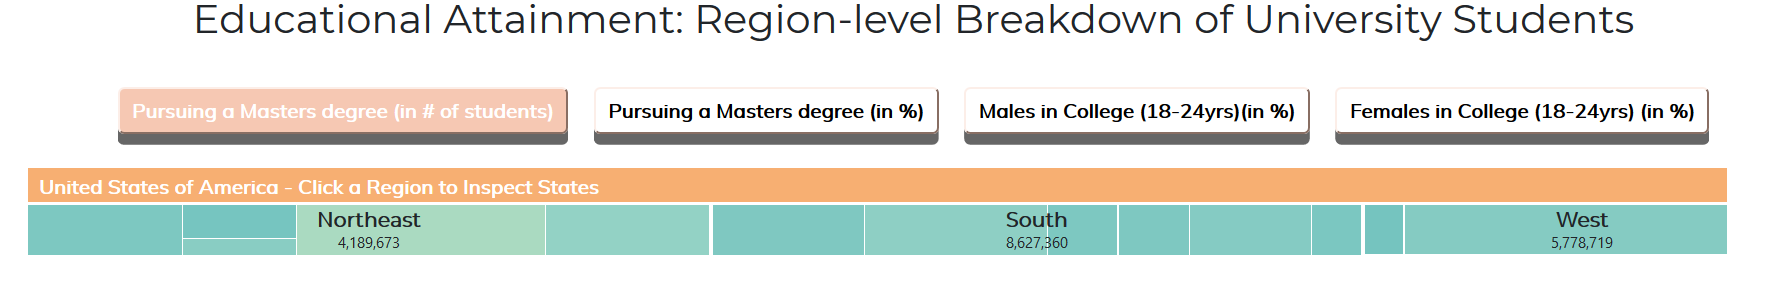 Educational Attainment: Region-level Breakdown of University Students
Pursuing a Masters degree (in # of students)
Pursuing a Masters degree (in %)
Males in College (18-24yrs)(in %)
Females in College (18-24yrs) (in %)
United States of America - Click a Region to Inspect States
Northeast
4,189,673
South
8,627,360
West
5,778,719